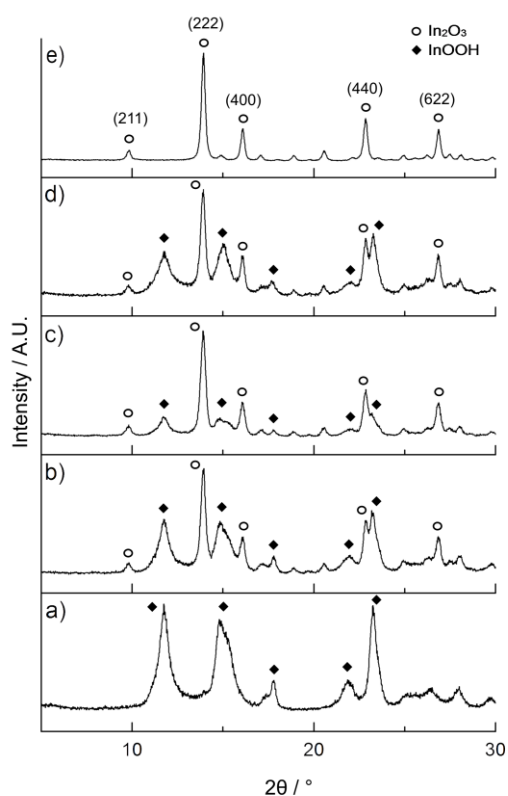 In₂O₃
InOOH
e)
(222)
(440)
(211)
(400)
(622)
d)
c)
b)
a)
Intensity / A.U.
10
20
30
2θ / °